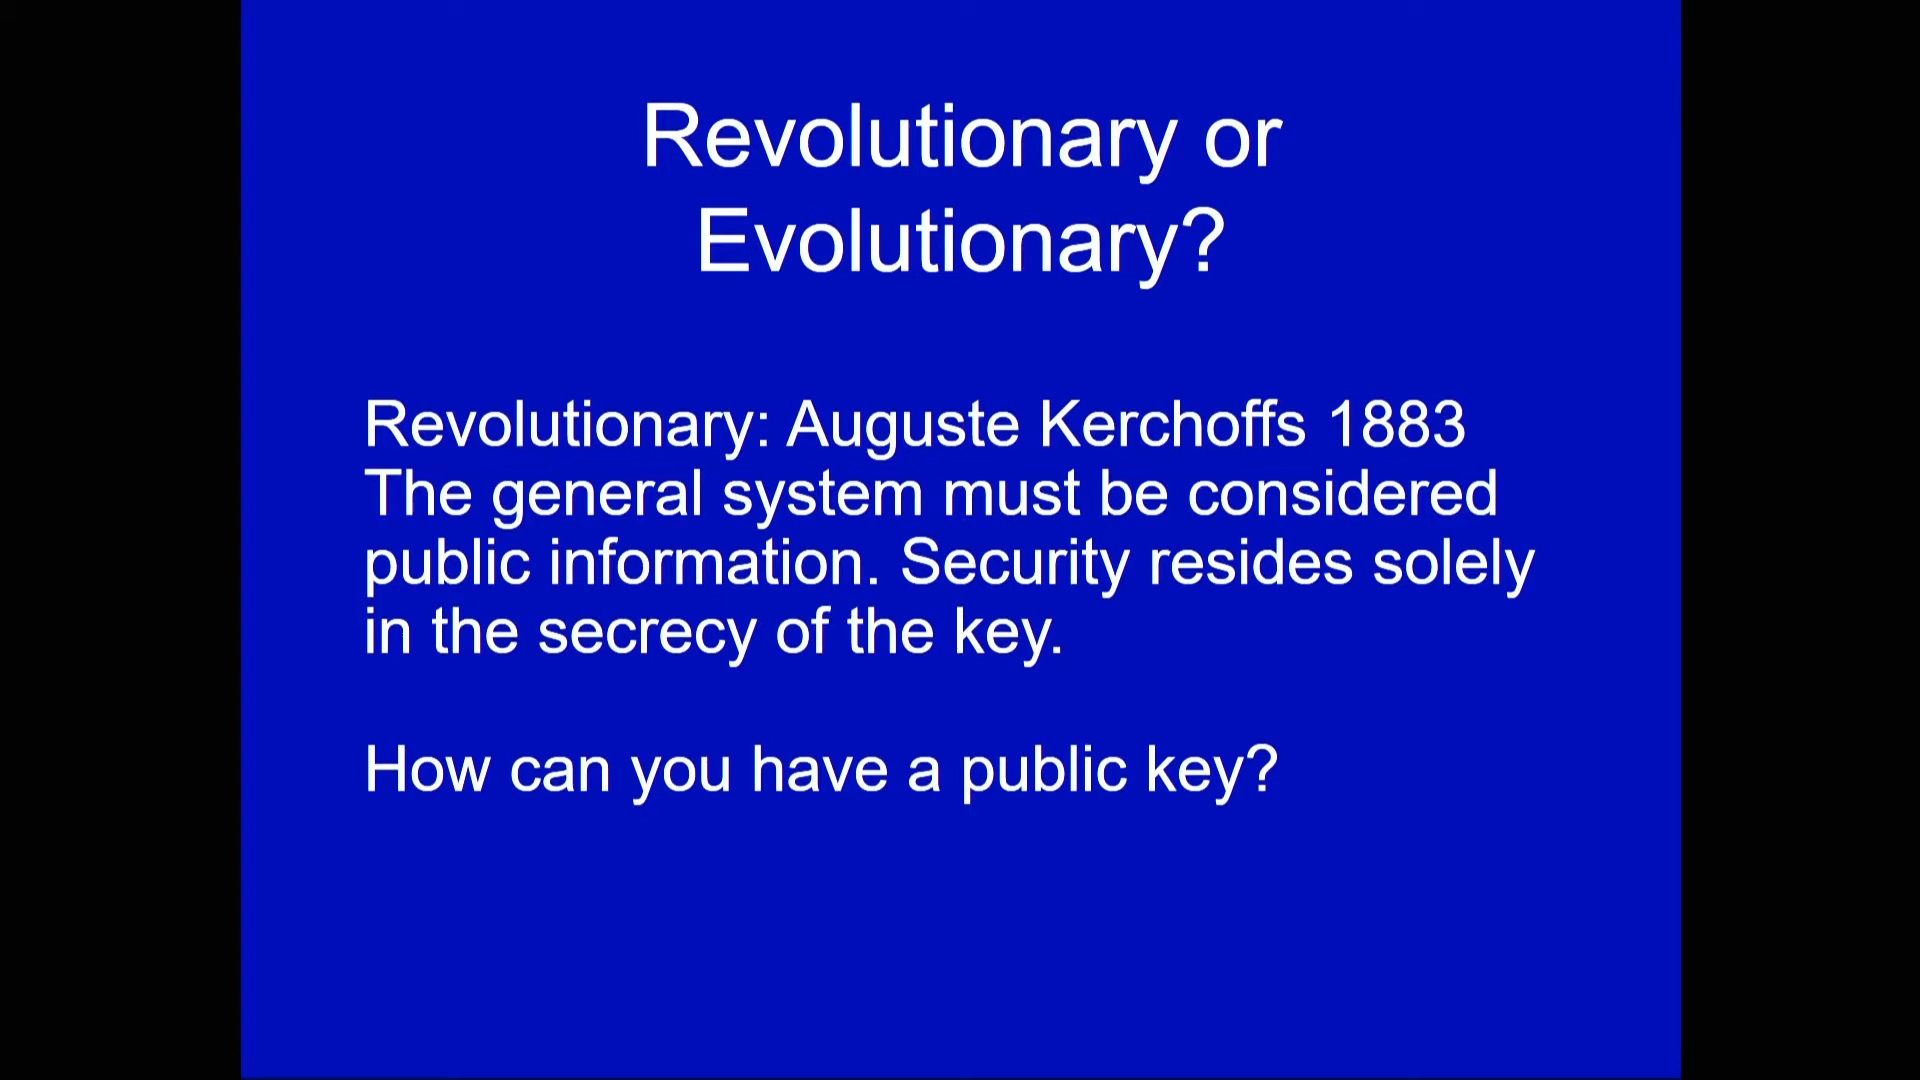 Revolutionary or
Evolutionary?
Revolutionary: Auguste Kerchoffs 1883
The general system must be considered
public information. Security resides solely
in the secrecy of the key.
How can you have a public key?